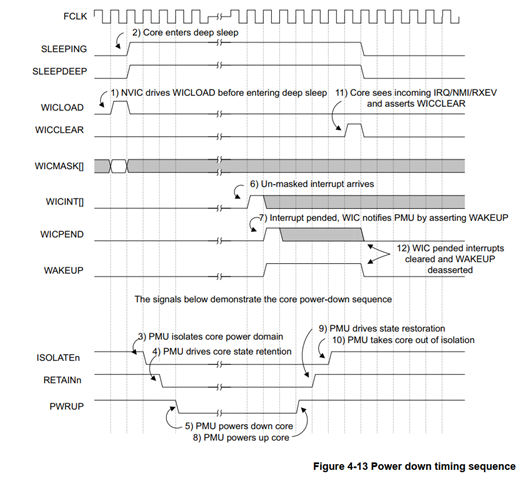 FCLK
2) Core enters deep sleep
SLEEPING
SLEEPDEEP
1) NVIC drives WICLOAD before entering deep sleep
11) Core sees incoming IRQ/NMI/RXEV
and asserts WICCLEAR
WICLOAD
WICCLEAR
WICMASK[]
6) Un-masked interrupt arrives
WICINT[]
7) Interrupt pended, WIC notifies PMU by asserting WAKEUP
WICPEND
12) WIC pended interrupts
cleared and WAKEUP
deasserted
WAKEUP
The signals below demonstrate the core power-down sequence
9) PMU drives state restoration
10) PMU takes core out of isolation
3) PMU isolates core power domain
4) PMU drives core state retention
ISOLATEn
RETAINn
PWRUP
5) PMU powers down core
8) PMU powers up core
Figure 4-13 Power down timing sequence